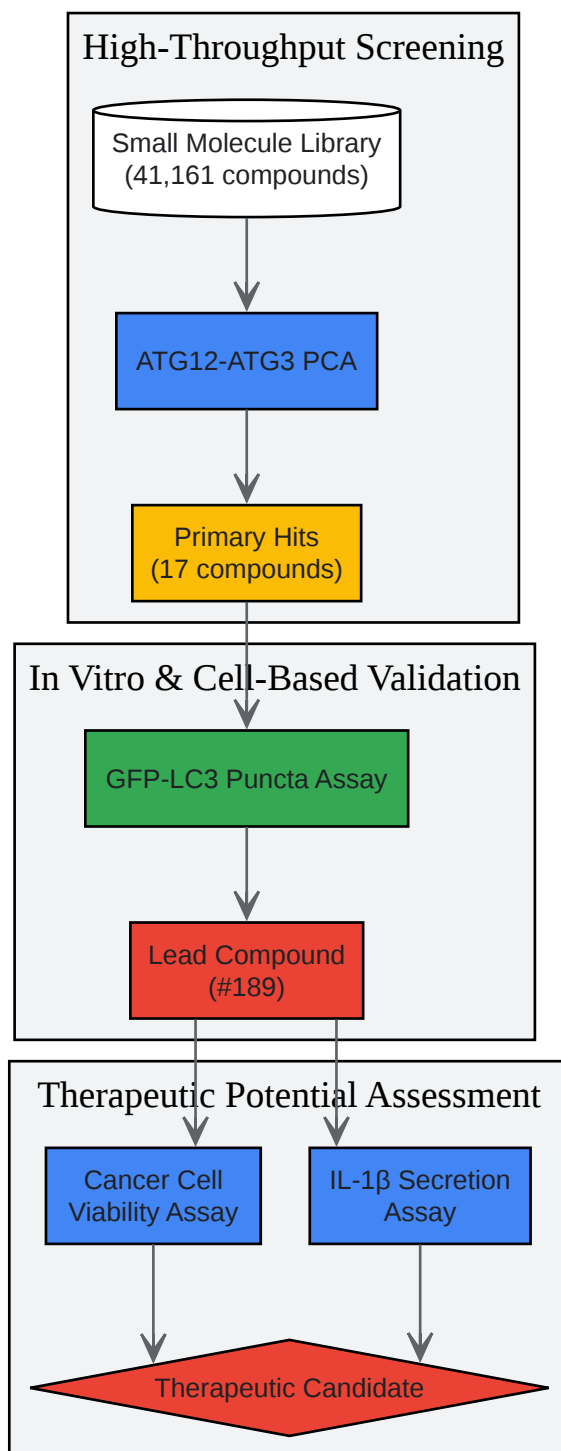 High-Throughput Screening
Small Molecule Library
(41,161 compounds)
ATG12-ATG3 PCA
Primary Hits
(17 compounds)
In Vitro & Cell-Based Validation
GFP-LC3 Puncta Assay
Lead Compound
(#189)
Therapeutic Potential Assessment
Cancer Cell
Viability Assay
IL-1β Secretion
Assay
Therapeutic Candidate